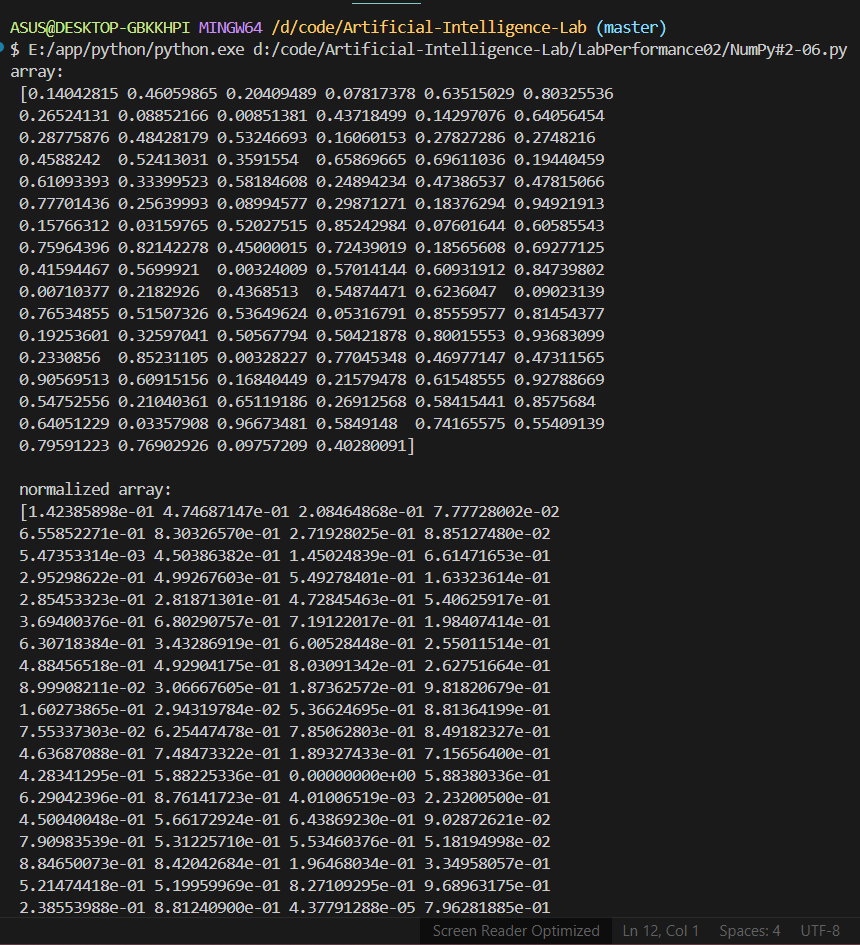 ASUS@DESKTOP-GBKKHPI MINGW64 /d/code/Artificial-Intelligence-Lab (master)
$ E:/app/python/python.exe d:/code/Artificial-Intelligence-Lab/LabPerformance02/NumPy#2-06.py
array:
[0.14042815 0.46059865 0.20409489 0.07817378 0.63515029 0.80325536
0.26524131 0.08852166 0.00851381 0.43718499 0.14297076 0.64056454
0.28775876 0.48428179 0.53246693 0.16060153 0.27827286 0.2748216
0.4588242  0.52413031 0.3591554  0.65869665 0.69611036 0.19440459
0.61093393 0.33399523 0.58184608 0.24894234 0.47386537 0.47815066
0.77701436 0.25639993 0.08994577 0.29871271 0.18376294 0.94921913
0.15766312 0.03159765 0.52027515 0.85242984 0.07601644 0.60585543
0.75964396 0.82142278 0.45000015 0.72439019 0.18565608 0.69277125
0.41594467 0.5699921  0.00324009 0.57014144 0.60931912 0.84739802
0.00710377 0.2182926  0.4368513  0.54874471 0.6236047  0.09023139
0.76534855 0.51507326 0.53649624 0.05316791 0.85559577 0.81454377
0.19253601 0.32597041 0.50567794 0.50421878 0.80015553 0.93683099
0.2330856  0.85231105 0.00328227 0.77045348 0.46977147 0.47311565
0.90569513 0.60915156 0.16840449 0.21579478 0.61548555 0.92788669
0.54752556 0.21040361 0.65119186 0.26912568 0.58415441 0.8575684
0.64051229 0.03357908 0.96673481 0.5849148  0.74165575 0.55409139
0.79591223 0.76902926 0.09757209 0.40280091]
normalized array:
[1.42385898e-01 4.74687147e-01 2.08464868e-01 7.77728002e-02
6.55852271e-01 8.30326570e-01 2.71928025e-01 8.85127480e-02
5.47353314e-03 4.50386382e-01 1.45024839e-01 6.61471653e-01
2.95298622e-01 4.99267603e-01 5.49278401e-01 1.63323614e-01
2.85453323e-01 2.81871301e-01 4.72845463e-01 5.40625917e-01
3.69400376e-01 6.80290757e-01 7.19122017e-01 1.98407414e-01
6.30718384e-01 3.43286919e-01 6.00528448e-01 2.55011514e-01
4.88456518e-01 4.92904175e-01 8.03091342e-01 2.62751664e-01
8.99908211e-02 3.06667605e-01 1.87362572e-01 9.81820679e-01
1.60273865e-01 2.94319784e-02 5.36624695e-01 8.81364199e-01
7.55337303e-02 6.25447478e-01 7.85062803e-01 8.49182327e-01
4.63687088e-01 7.48473322e-01 1.89327433e-01 7.15656400e-01
4.28341295e-01 5.88225336e-01 0.00000000e+00 5.88380336e-01
6.29042396e-01 8.76141723e-01 4.01006519e-03 2.23200500e-01
4.50040048e-01 5.66172924e-01 6.43869230e-01 9.02872621e-02
7.90983539e-01 5.31225710e-01 5.53460376e-01 5.18194998e-02
8.84650073e-01 8.42042684e-01 1.96468034e-01 3.34958057e-01
5.21474418e-01 5.19959969e-01 8.27109295e-01 9.68963175e-01
2.38553988e-01 8.81240900e-01 4.37791288e-05 7.96281885e-01
Screen Reader Optimized Ln 12, Col 1 Spaces: 4 UTF-8